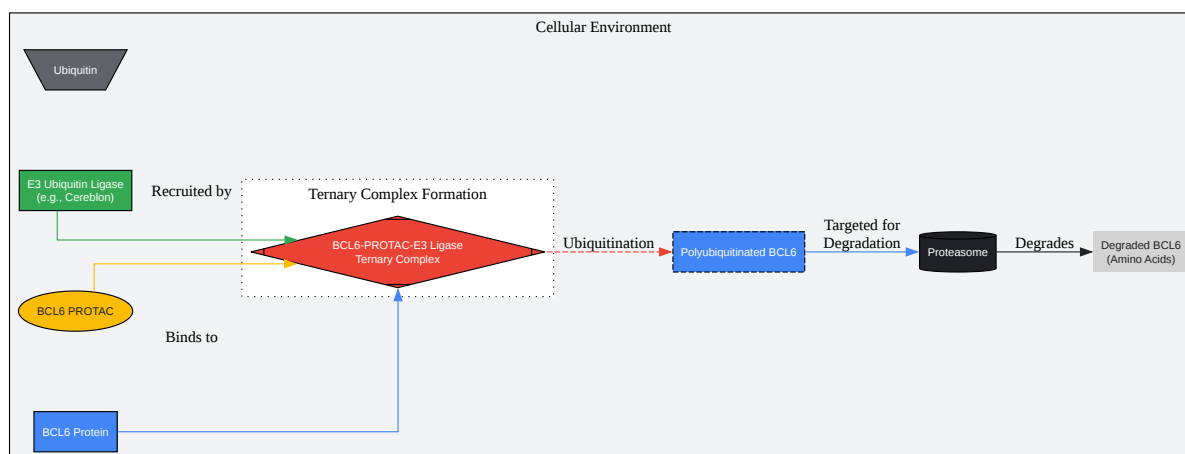 Cellular Environment
Ubiquitin
E3 Ubiquitin Ligase
(e.g., Cereblon)
Recruited by
Ternary Complex Formation
BCL6-PROTAC-E3 Ligase
Ternary Complex
Ubiquitination
Polyubiquitinated BCL6
Targeted for
Degradation
Proteasome
Degrades
Degraded BCL6
(Amino Acids)
BCL6 PROTAC
Binds to
BCL6 Protein